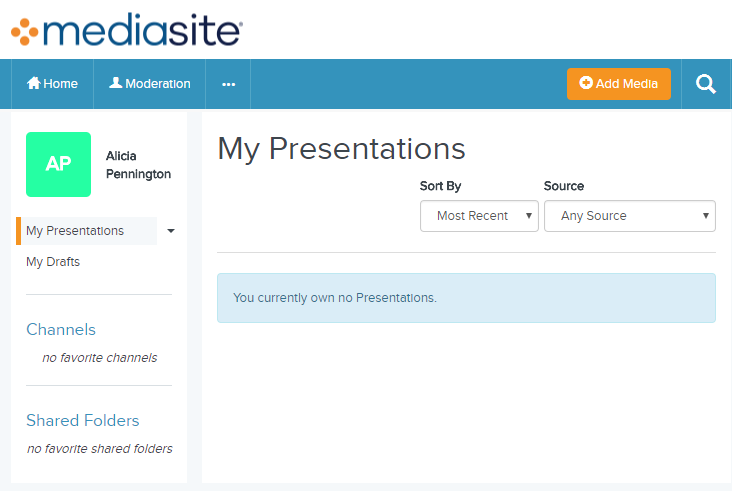 mediasite
Home
Moderation
...
Add Media
AP
Alicia
Pennington
My Presentations
My Drafts
Channels
no favorite channels
Shared Folders
no favorite shared folders
My Presentations
Sort By
Source
Most Recent
Any Source
You currently own no Presentations.